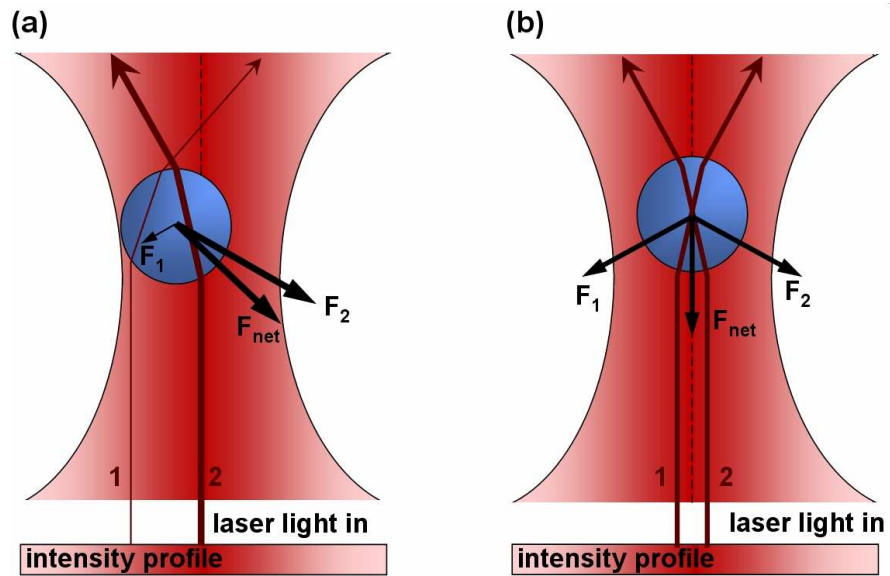 (a)
F1
F2
Fnet
1
2
laser light in
intensity profile
(b)
F1
F2
Fnet
1
2
laser light in
intensity profile